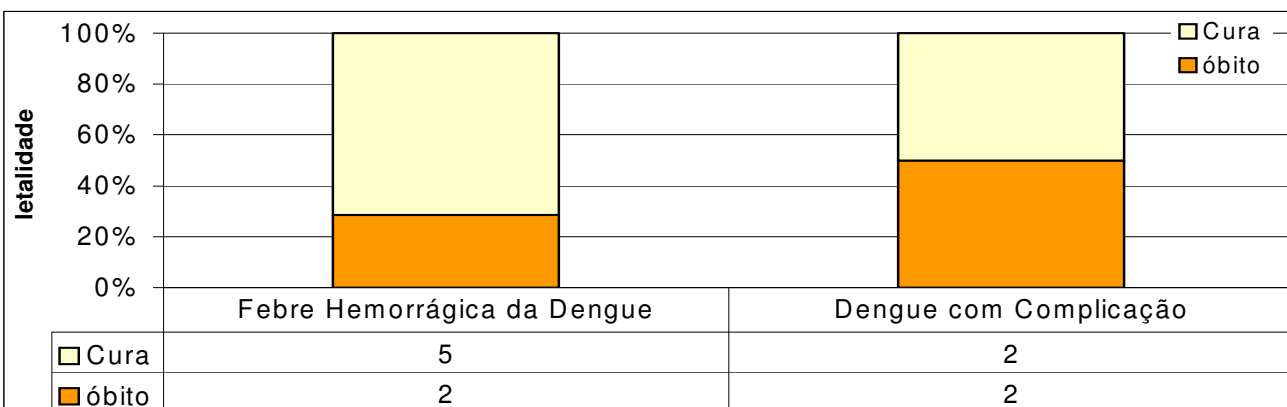 100%
80%
60%
40%
20%
0%
letalidade
Cura
óbito
Febre Hemorrágica da Dengue Dengue com Complicação
Cura 5 2
óbito 2 2